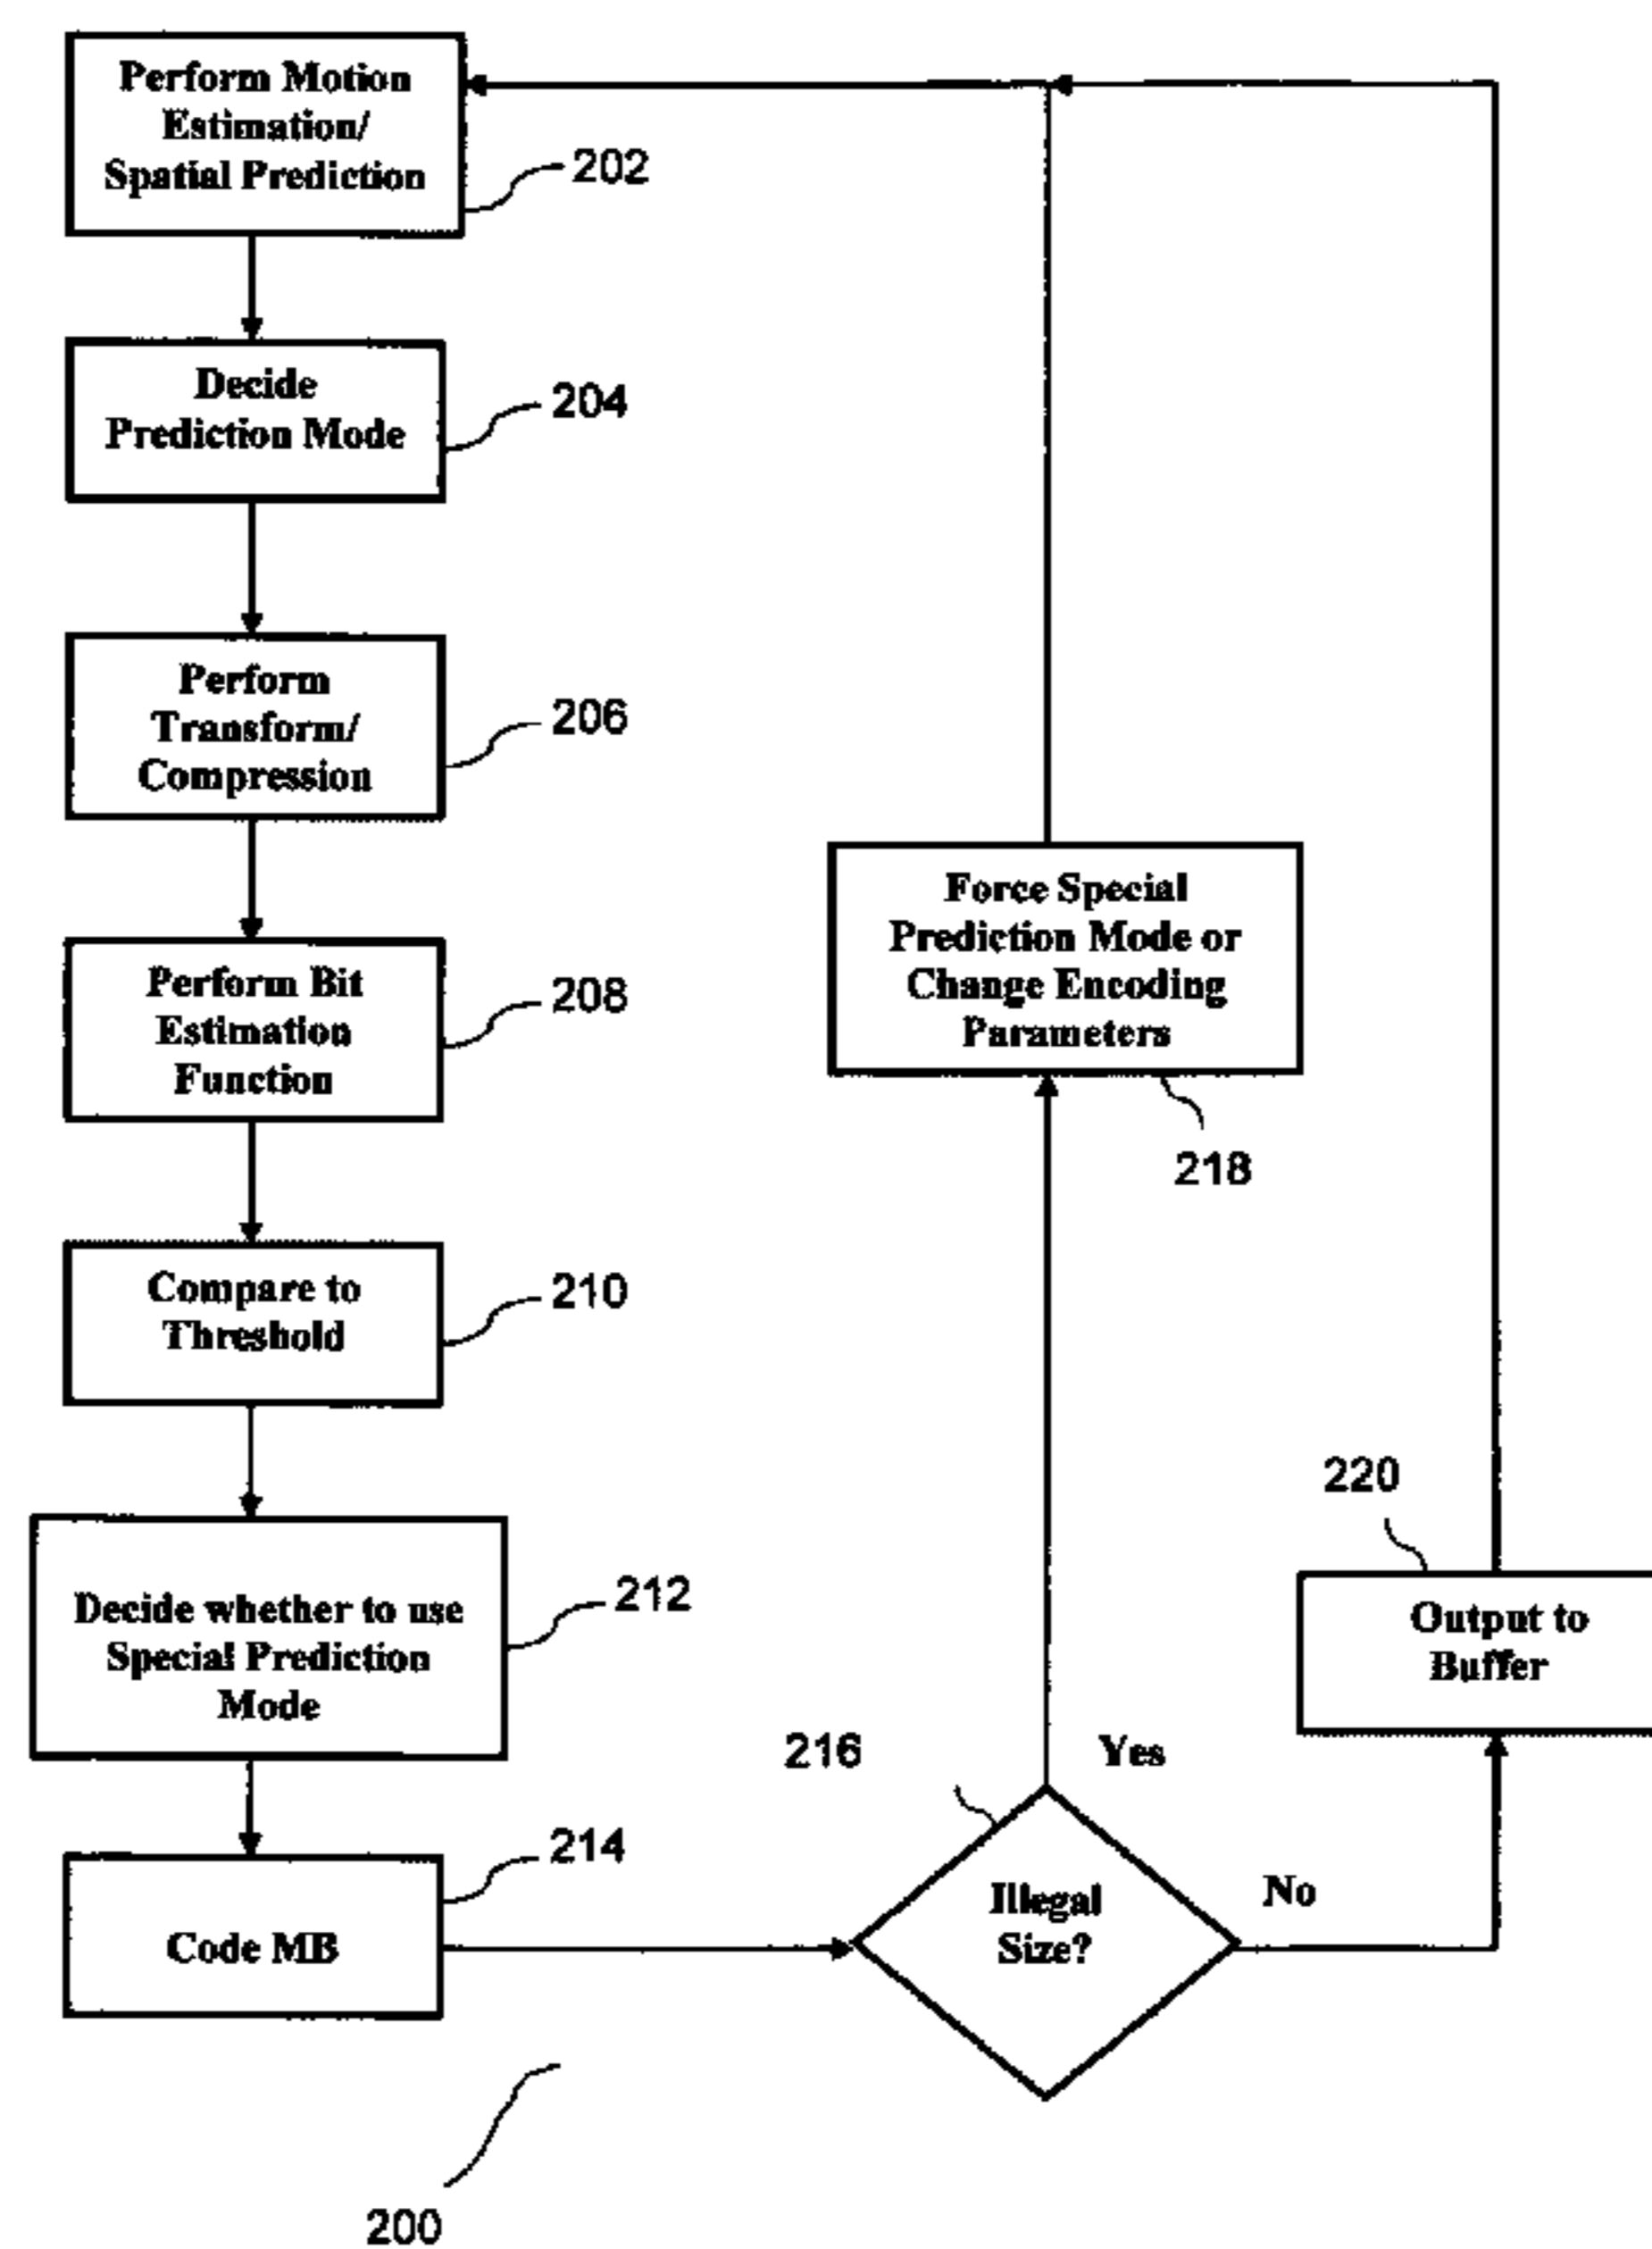 Perform Motion
Estimation/
Spatial Prediction
202
Decide
Prediction Mode
204
Perform
Transform/
Compression
206
Perform Bit
Estimation
Function
208
Compare to
Threshold
210
Decide whether to use
Special Prediction
Mode
212
Code MB
214
Illegal
Size?
216
Yes
No
Force Special
Prediction Mode or
Change Encoding
Parameters
218
220
Output to
Buffer
200